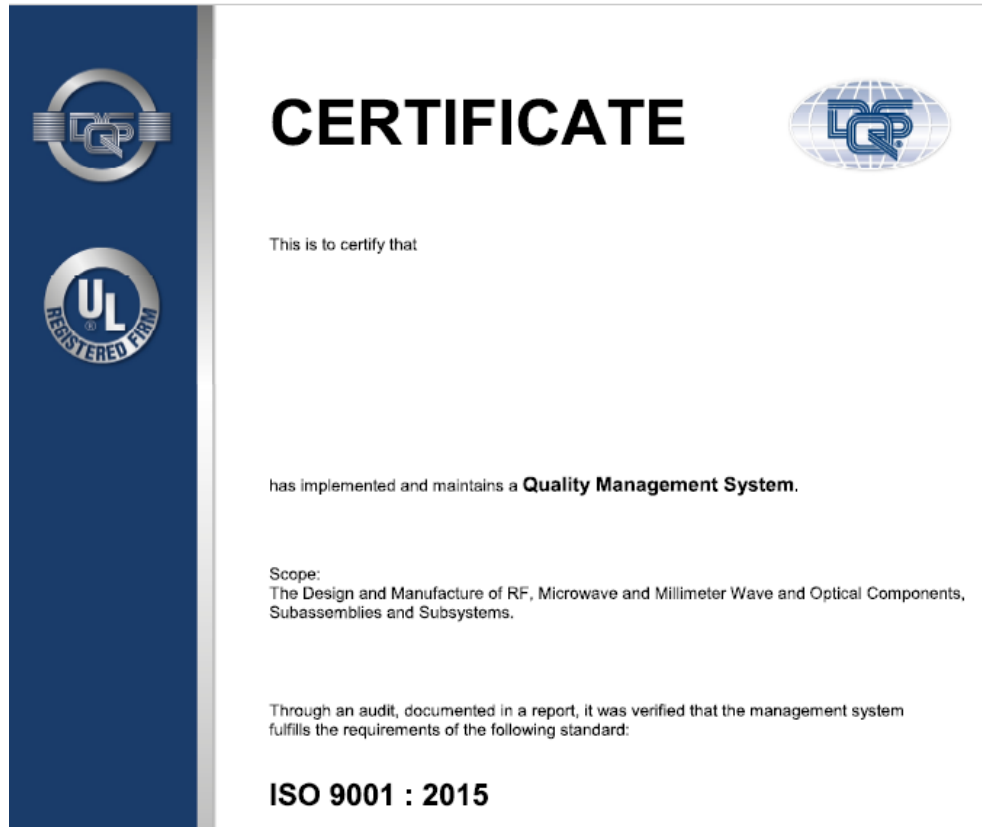 DQS
CERTIFICATE
DQS®
This is to certify that
UL
®
REGISTERED FIRM
has implemented and maintains a Quality Management System.
Scope:
The Design and Manufacture of RF, Microwave and Millimeter Wave and Optical Components,
Subassemblies and Subsystems.
Through an audit, documented in a report, it was verified that the management system
fulfills the requirements of the following standard:
ISO 9001 : 2015